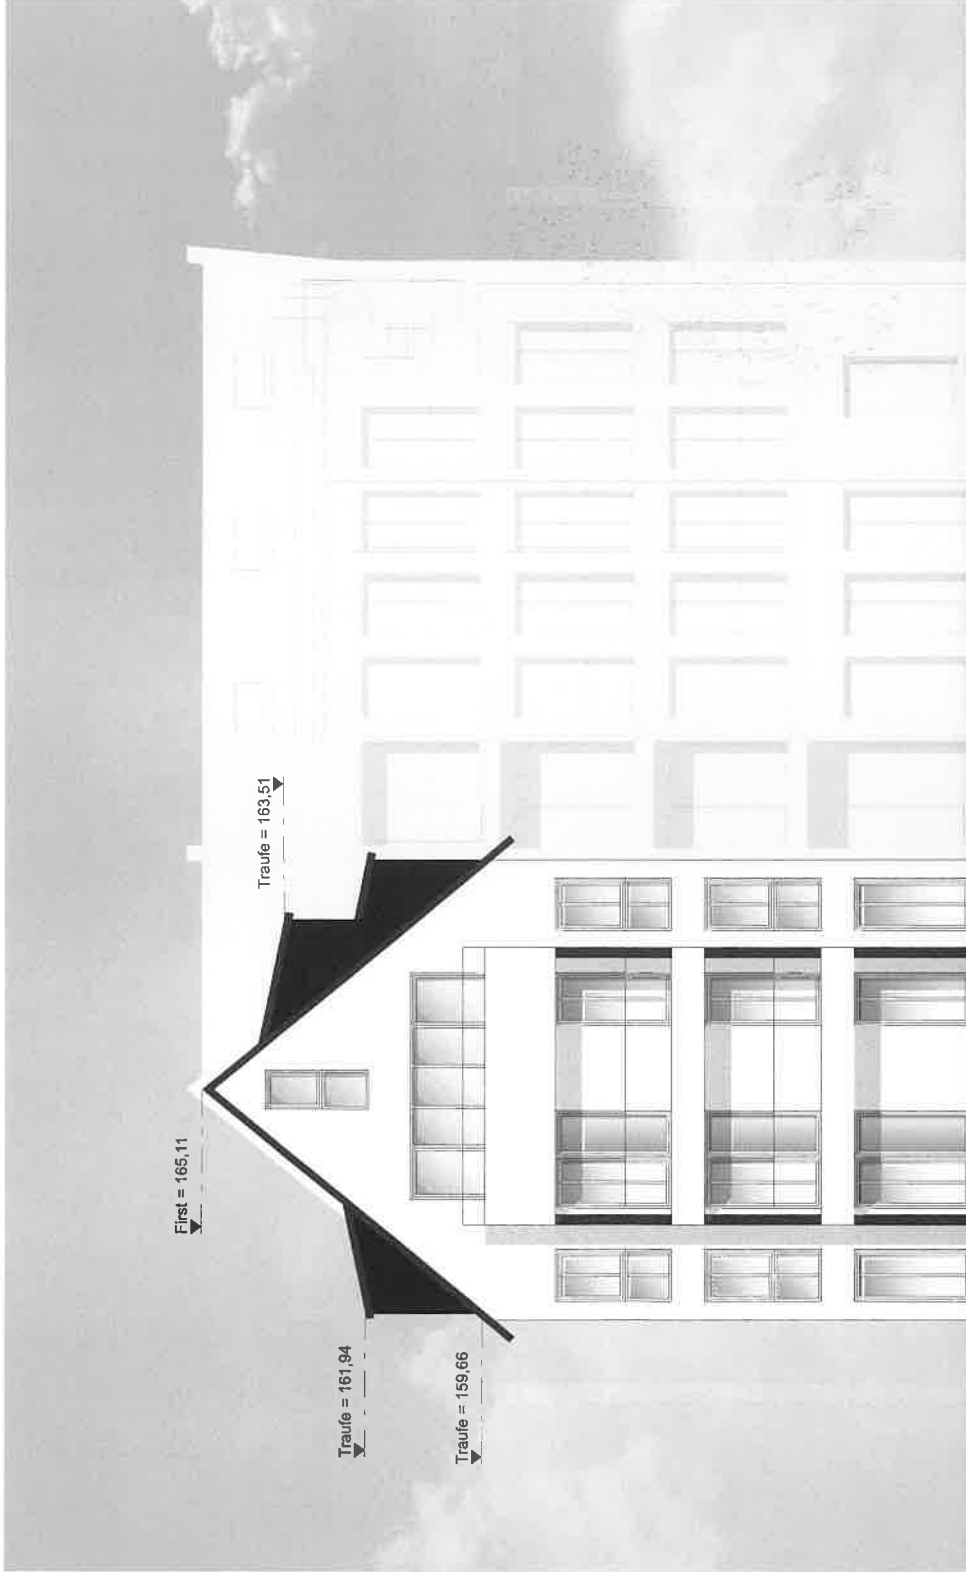 First = 165,11
Traufe = 161,94
Traufe = 159,66
Traufe = 163,51